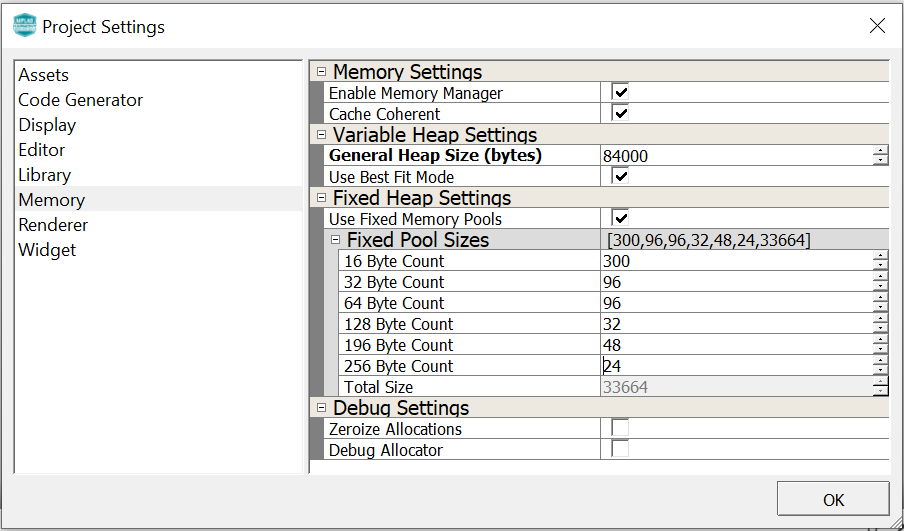 Project Settings
Assets
Code Generator
Display
Editor
Library
Memory
Renderer
Widget
Memory Settings
Enable Memory Manager
Cache Coherent
Variable Heap Settings
General Heap Size (bytes) 84000
Use Best Fit Mode
Fixed Heap Settings
Use Fixed Memory Pools
Fixed Pool Sizes [300,96,96,32,48,24,33664]
16 Byte Count 300
32 Byte Count 96
64 Byte Count 96
128 Byte Count 32
196 Byte Count 48
256 Byte Count 24
Total Size 33664
Debug Settings
Zeroize Allocations
Debug Allocator
OK